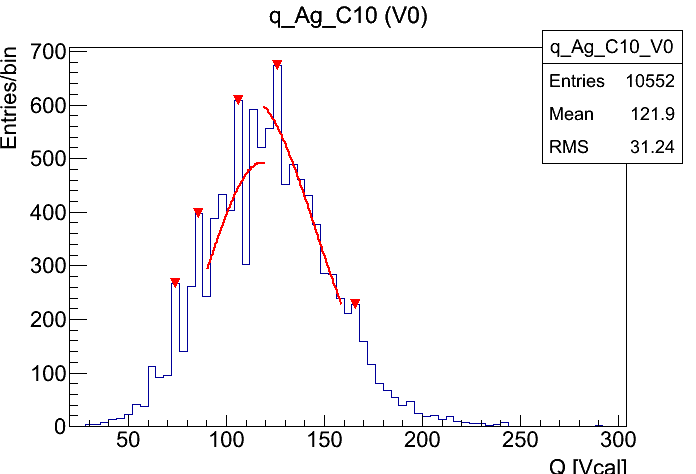 q_Ag_C10 (V0)
q_Ag_C10_V0
Entries 10552
Mean 121.9
RMS 31.24
Entries/bin
700
600
500
400
300
200
100
0
50 100 150 200 250 300
Q [Vcal]